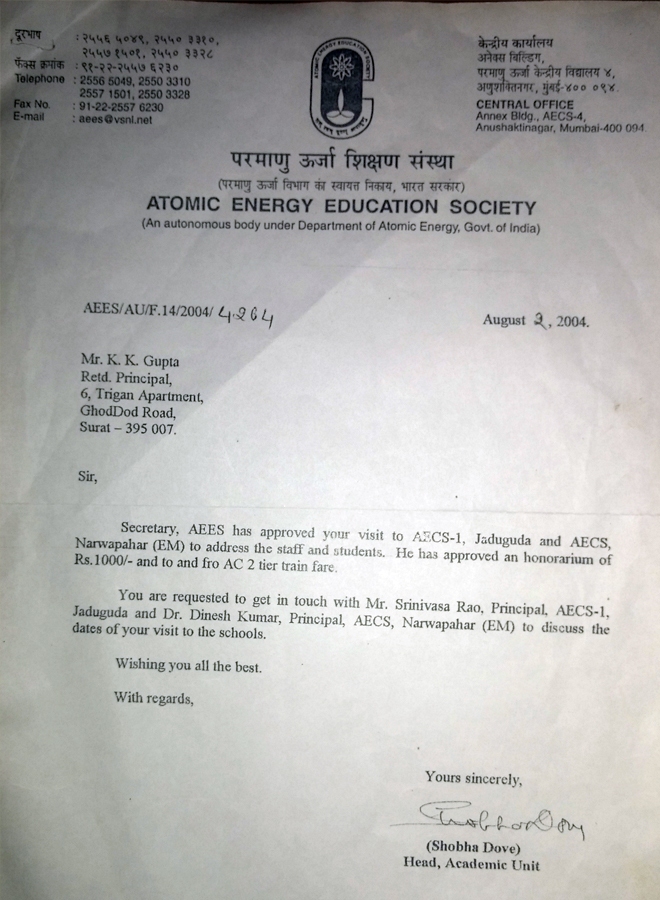 दूरभाष : २५५६ ५०४९, २५५० ३३१०,
२५५७ १५०१, २५५० ३३२८
फॅक्स क्रमांक : ९१-२२-२५५७ ६२३०
Telephone : 2556 5049, 2550 3310
2557 1501, 2550 3328
Fax No. : 91-22-2557 6230
E-mail : aees@vsnl.net
ATOMIC ENERGY EDUCATION SOCIETY
केन्द्रीय कार्यालय
अनेक्स बिल्डिंग,
परमाणु ऊर्जा केन्द्रीय विद्यालय ४,
अणुशक्तिनगर, मुंबई-४०० ०९४.
CENTRAL OFFICE
Annex Bldg., AECS-4,
Anushaktinagar, Mumbai-400 094.
परमाणु ऊर्जा शिक्षण संस्था
(परमाणु ऊर्जा विभाग का स्वायत्त निकाय, भारत सरकार)
ATOMIC ENERGY EDUCATION SOCIETY
(An autonomous body under Department of Atomic Energy, Govt. of India)
AEES/AU/F.14/2004/ 4264
August 2, 2004.
Mr. K. K. Gupta
Retd. Principal,
6, Trigan Apartment,
GhodDod Road,
Surat – 395 007.
Sir,
Secretary, AEES has approved your visit to AECS-1, Jaduguda and AECS,
Narwapahar (EM) to address the staff and students. He has approved an honorarium of
Rs.1000/- and to and fro AC 2 tier train fare.
You are requested to get in touch with Mr. Srinivasa Rao, Principal, AECS-1,
Jaduguda and Dr. Dinesh Kumar, Principal, AECS, Narwapahar (EM) to discuss the
dates of your visit to the schools.
Wishing you all the best.
With regards,
Yours sincerely,
Shobha Dove
(Shobha Dove)
Head, Academic Unit